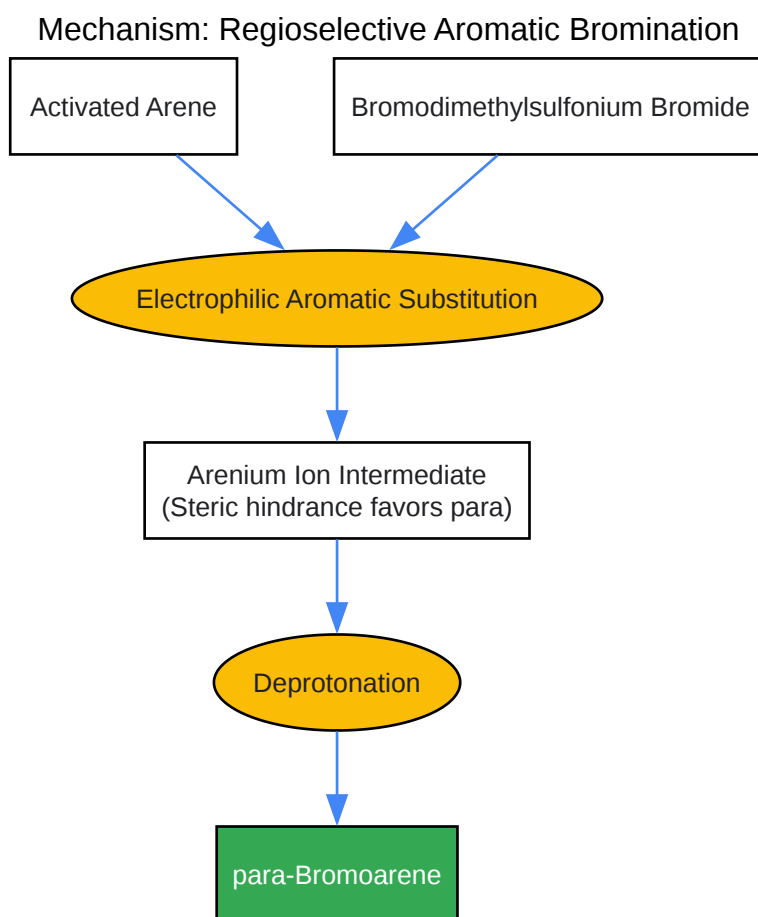 Mechanism: Regioselective Aromatic Bromination
Activated Arene
Bromodimethylsulfonium Bromide
Electrophilic Aromatic Substitution
Arenium Ion Intermediate
(Steric hindrance favors para)
Deprotonation
para-Bromoarene